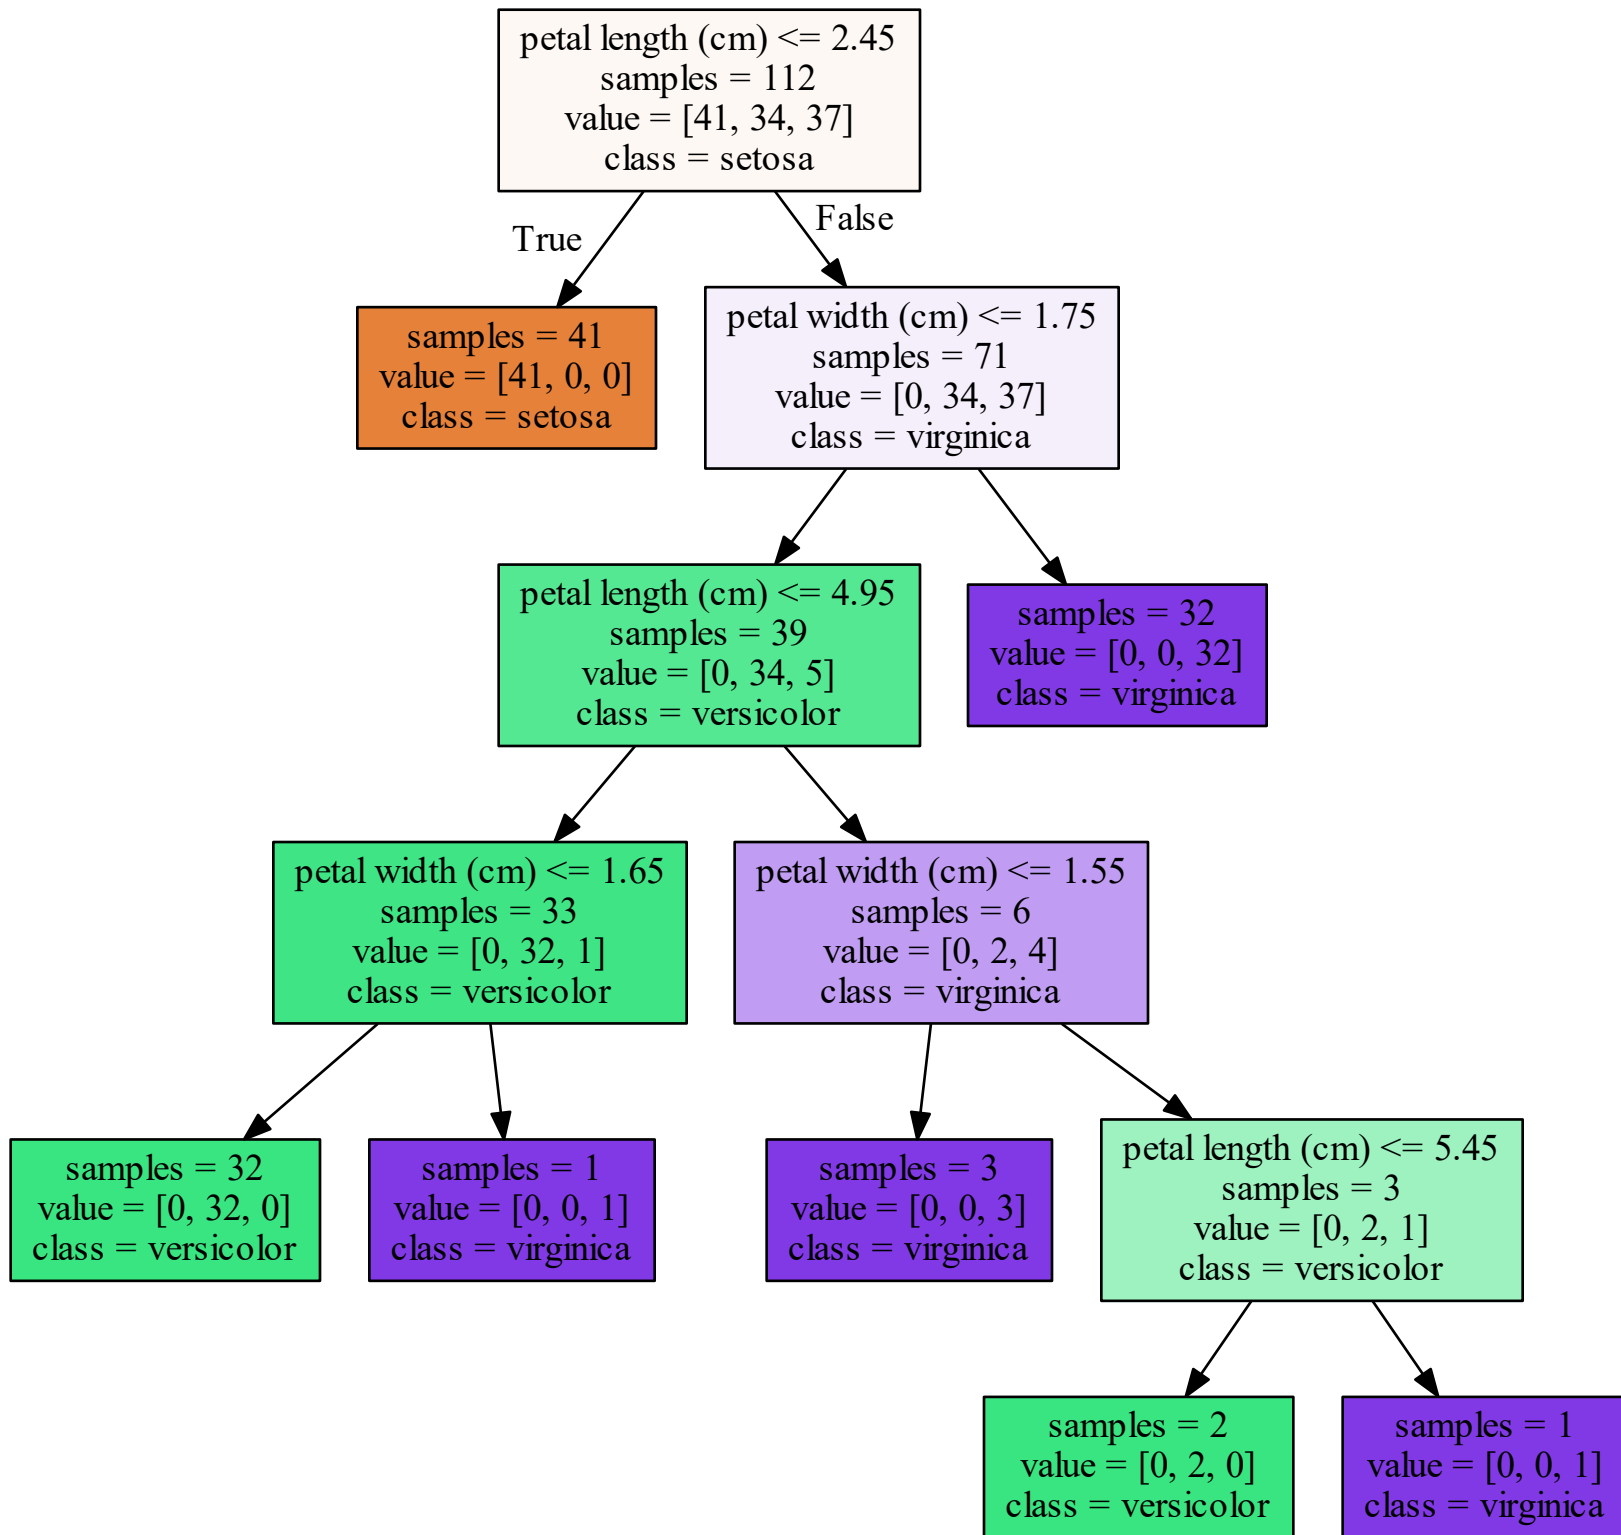 petal length (cm) <= 2.45
samples = 112
value = [41, 34, 37]
class = setosa
True
False
samples = 41
value = [41, 0, 0]
class = setosa
petal width (cm) <= 1.75
samples = 71
value = [0, 34, 37]
class = virginica
petal length (cm) <= 4.95
samples = 39
value = [0, 34, 5]
class = versicolor
samples = 32
value = [0, 0, 32]
class = virginica
petal width (cm) <= 1.65
samples = 33
value = [0, 32, 1]
class = versicolor
petal width (cm) <= 1.55
samples = 6
value = [0, 2, 4]
class = virginica
samples = 32
value = [0, 32, 0]
class = versicolor
samples = 1
value = [0, 0, 1]
class = virginica
samples = 3
value = [0, 0, 3]
class = virginica
petal length (cm) <= 5.45
samples = 3
value = [0, 2, 1]
class = versicolor
samples = 2
value = [0, 2, 0]
class = versicolor
samples = 1
value = [0, 0, 1]
class = virginica